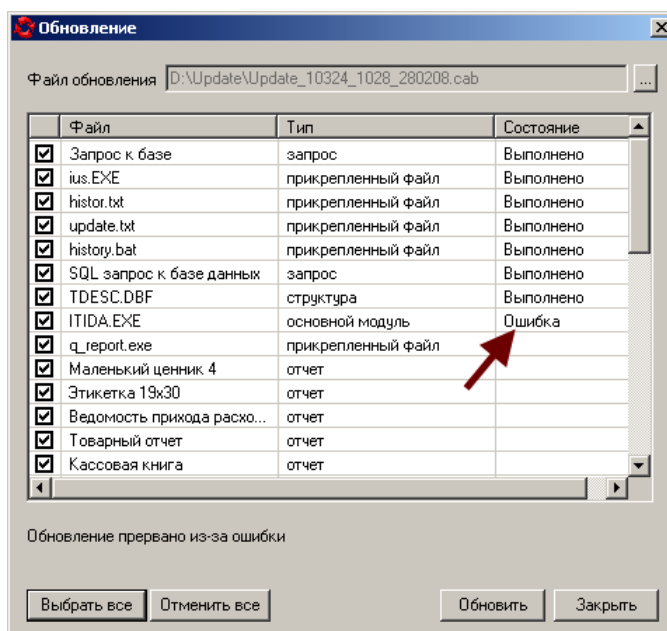 Обновление
Файл обновления D:\Update\Update_10324_1028_280208.cab ...
Файл Тип Состояние
Запрос к базе запрос Выполнено
ius.EXE прикрепленный файл Выполнено
histor.txt прикрепленный файл Выполнено
update.txt прикрепленный файл Выполнено
history.bat прикрепленный файл Выполнено
SQL запрос к базе данных запрос Выполнено
TDESC.DBF структура Выполнено
ITIDA.EXE основной модуль Ошибка
q_report.exe прикрепленный файл
Маленький ценник 4 отчет
Этикетка 19x30 отчет
Ведомость прихода расхо... отчет
Товарный отчет отчет
Кассовая книга отчет
Обновление прервано из-за ошибки
Выбрать все Отменить все Обновить Закрыть